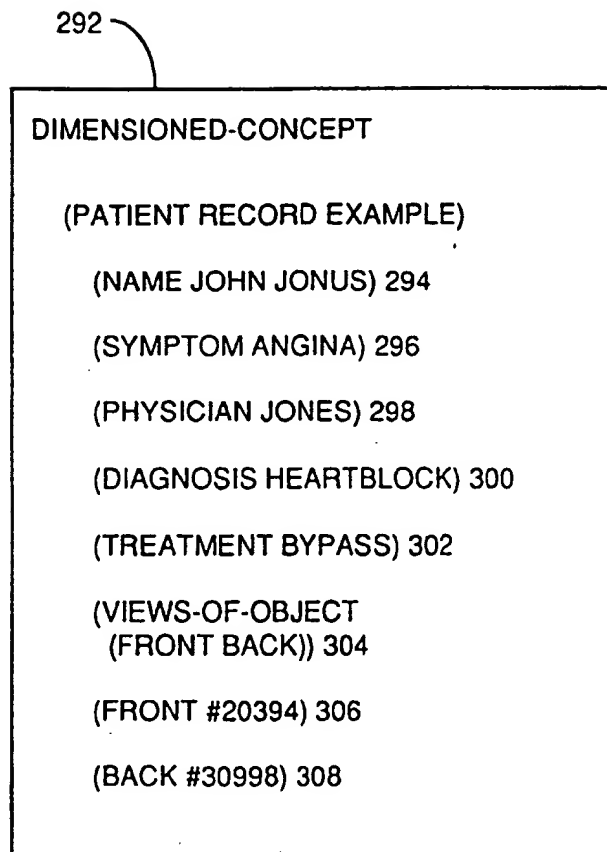 292
DIMENSIONED-CONCEPT
(PATIENT RECORD EXAMPLE)
(NAME JOHN JONUS) 294
(SYMPTOM ANGINA) 296
(PHYSICIAN JONES) 298
(DIAGNOSIS HEARTBLOCK) 300
(TREATMENT BYPASS) 302
(VIEWS-OF-OBJECT
(FRONT BACK)) 304
(FRONT #20394) 306
(BACK #30998) 308